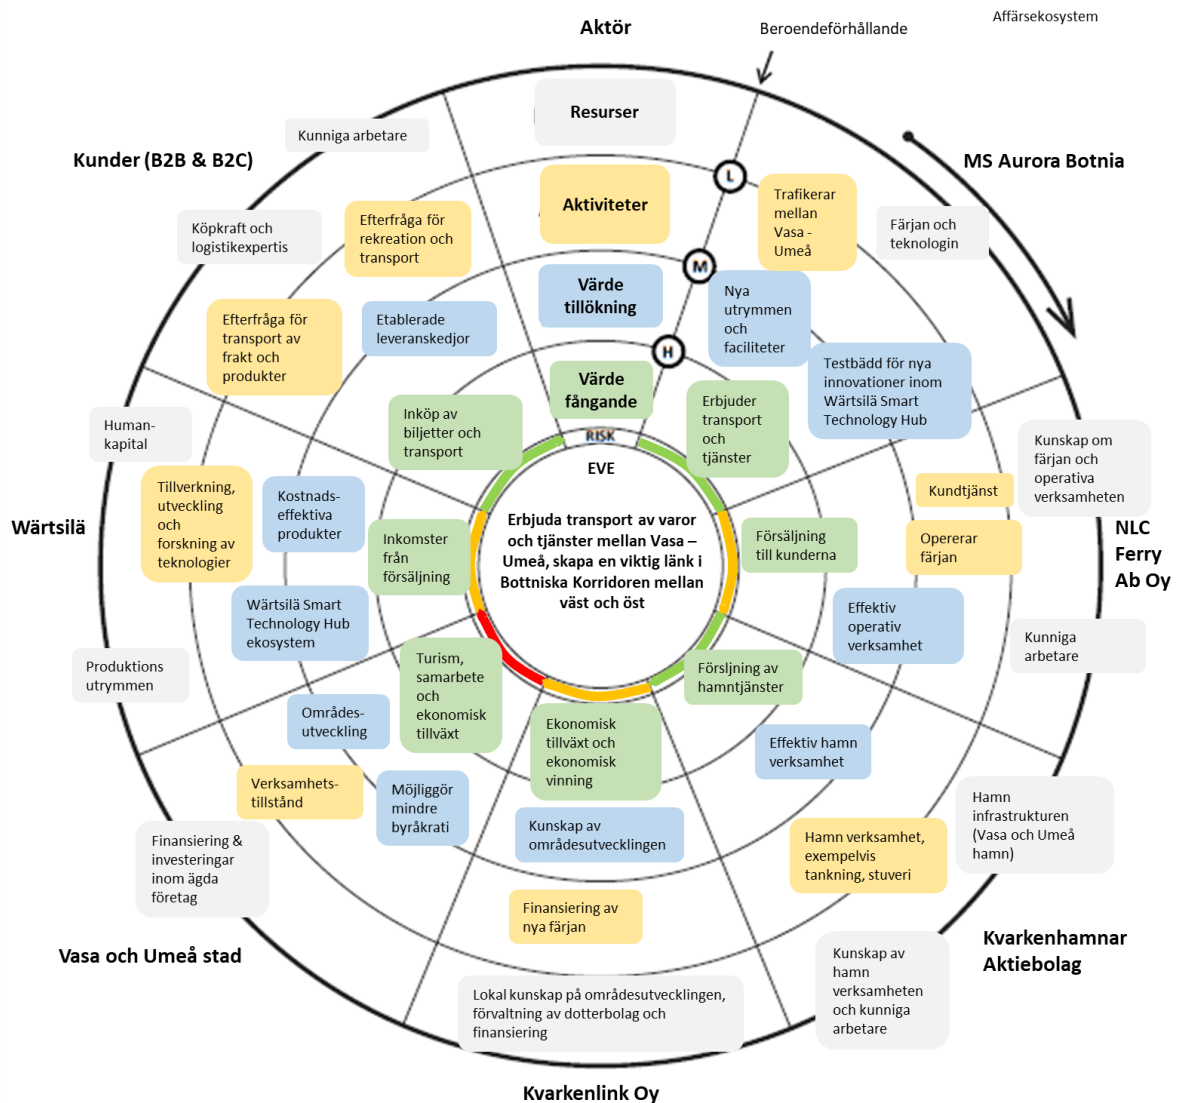 Affärsekosystem
Aktör
Beroendeförhållande
Resurser
Kunniga arbetare
Kunder (B2B & B2C)
MS Aurora Botnia
L
Aktiviteter
Trafikerar
mellan
Vasa -
Umeå
Färjan och
teknologin
Köpkraft och
logistikexpertis
Efterfråga för
rekreation och
transport
M
Värde
tillökning
Nya
utrymmen
och
faciliteter
Etablerade
leveranskedjor
Efterfråga för
transport av
frakt och
produkter
H
Testbädd för nya
innovationer inom
Wärtsilä Smart
Technology Hub
Värde
fångande
Erbjuder
transport
och
tjänster
Inköp av
biljetter och
transport
Human-
kapital
RISK
EVE
Kunskap om
färjan och
operativa
verksamheten
Tillverkning,
utveckling
och
forskning av
teknologier
Kostnads-
effektiva
produkter
Kundtjänst
Wärtsilä
Erbjuda transport av varor
och tjänster mellan Vasa –
Umeå, skapa en viktig länk i
Bottniska Korridoren mellan
väst och öst
Inkomster
från
försäljning
Försäljning
till kunderna
Opererar
färjan
NLC
Ferry
Ab Oy
Wärtsilä Smart
Technology Hub
ekosystem
Effektiv
operativ
verksamhet
Kunniga
arbetare
Produktions
utrymmen
Turism,
samarbete
och
ekonomisk
tillväxt
Försljning av
hamntjänster
Områdes-
utveckling
Ekonomisk
tillväxt och
ekonomisk
vinning
Effektiv hamn
verksamhet
Verksamhets-
tillstånd
Möjliggör
mindre
byråkrati
Hamn
infrastrukturen
(Vasa och Umeå
hamn)
Finansiering &
investeringar
inom ägda
företag
Kunskap av
områdesutvecklingen
Hamn verksamhet,
exempelvis
tankning, stuveri
Finansiering av
nya färjan
Vasa och Umeå stad
Kvarkenhamnar
Aktiebolag
Kunskap av
hamn
verksamheten
och kunniga
arbetare
Lokal kunskap på områdesutvecklingen,
förvaltning av dotterbolag och
finansiering
Kvarkenlink Oy